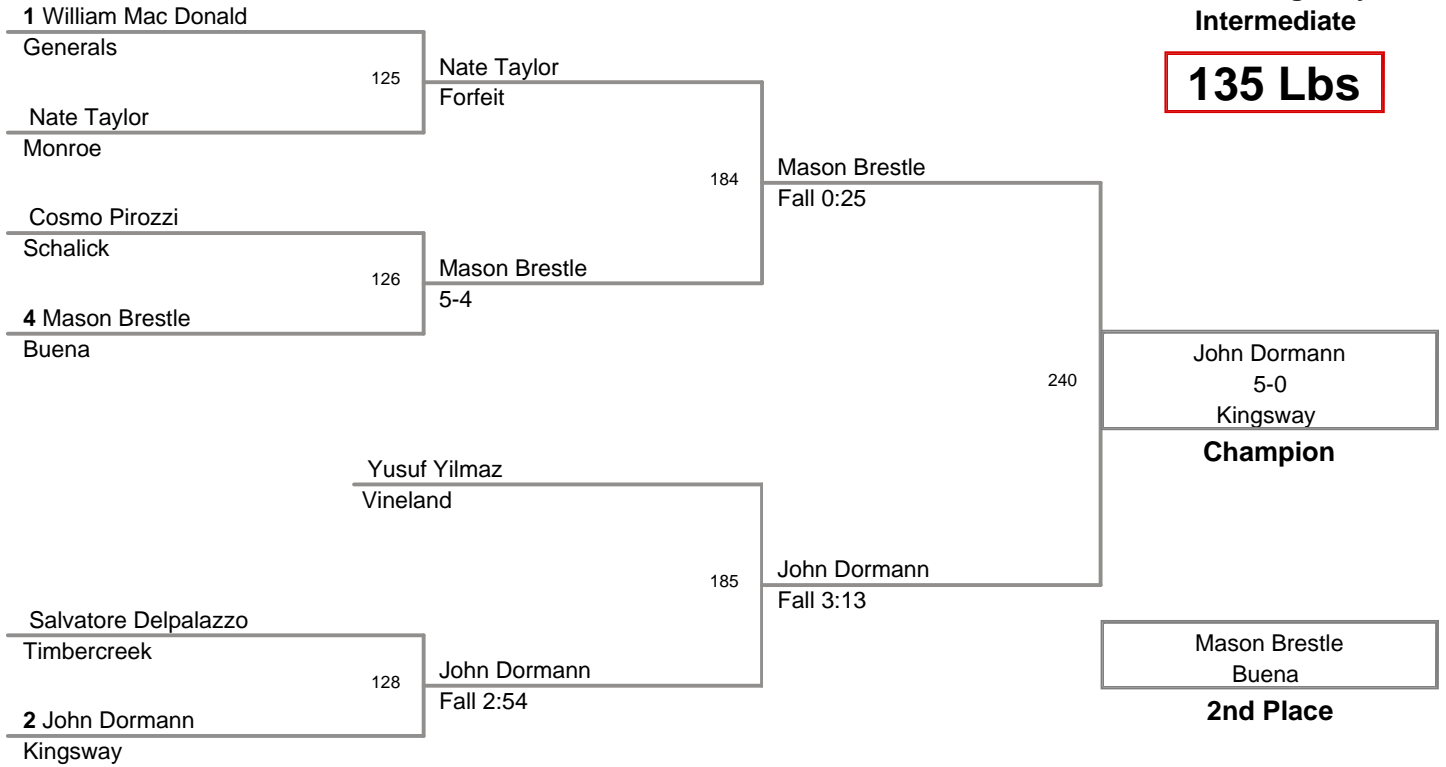 Intermediate
135 Lbs
1 William Mac Donald
Generals
125
Nate Taylor
Forfeit
Nate Taylor
Monroe
184
Mason Brestle
Fall 0:25
Cosmo Pirozzi
Schalick
126
Mason Brestle
5-4
4 Mason Brestle
Buena
240
John Dormann
5-0
Kingsway
Champion
Yusuf Yilmaz
Vineland
185
John Dormann
Fall 3:13
Salvatore Delpalazzo
Timbercreek
128
John Dormann
Fall 2:54
2 John Dormann
Kingsway
Mason Brestle
Buena
2nd Place